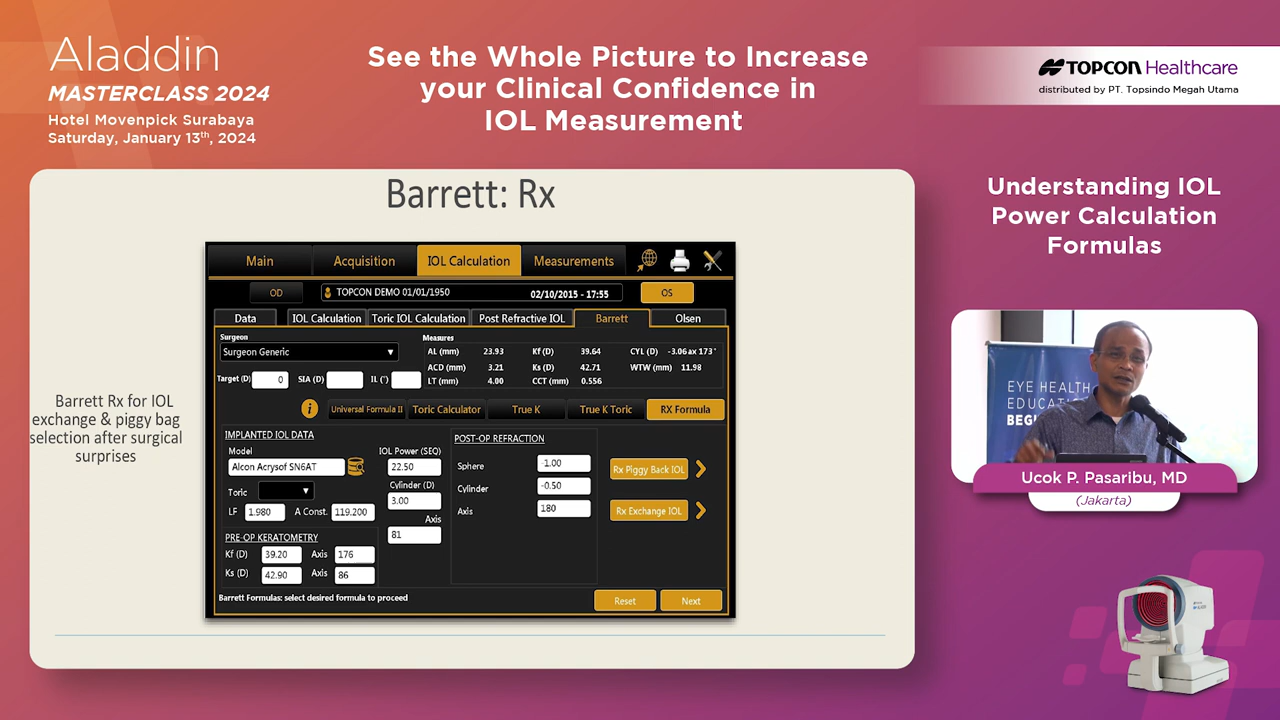 Aladdin
MASTERCLASS 2024
Hotel Movenpick Surabaya
Saturday, January 13th, 2024
See the Whole Picture to Increase
your Clinical Confidence in
IOL Measurement
TOPCON Healthcare
distributed by PT. Topsindo Megah Utama
Barrett: Rx
Barrett Rx for IOL
exchange & piggy bag
selection after surgical
surprises
Main Acquisition IOL Calculation Measurements
OD TOPCON DEMO 01/01/1950 02/10/2015 - 17:55 OS
Data IOL Calculation Toric IOL Calculation Post Refractive IOL Barrett Olsen
Surgeon
Surgeon Generic
Target (D) 0 SIA (D) IL (°)
Measures
AL (mm) 23.93 Kf (D) 39.64 CYL (D) -3.06 ax 173°
ACD (mm) 3.21 Ks (D) 42.71 WTW (mm) 11.98
LT (mm) 4.00 CCT (mm) 0.556
i Universal Formula II Toric Calculator True K True K Toric RX Formula
IMPLANTED IOL DATA
Model
Alcon Acrysof SN6AT
Toric
LF 1.980 A Const. 119.200
IOL Power (SEQ)
22.50
Cylinder (D)
3.00
Axis
81
PRE-OP KERATOMETRY
Kf (D) 39.20 Axis 176
Ks (D) 42.90 Axis 86
POST-OP REFRACTION
Sphere -1.00
Cylinder -0.50
Axis 180
Rx Piggy Back IOL
Rx Exchange IOL
Barrett Formulas: select desired formula to proceed
Reset Next
Understanding IOL
Power Calculation
Formulas
EYE HEALTH
EDUCATIO
BEGI
Ucok P. Pasaribu, MD
(Jakarta)